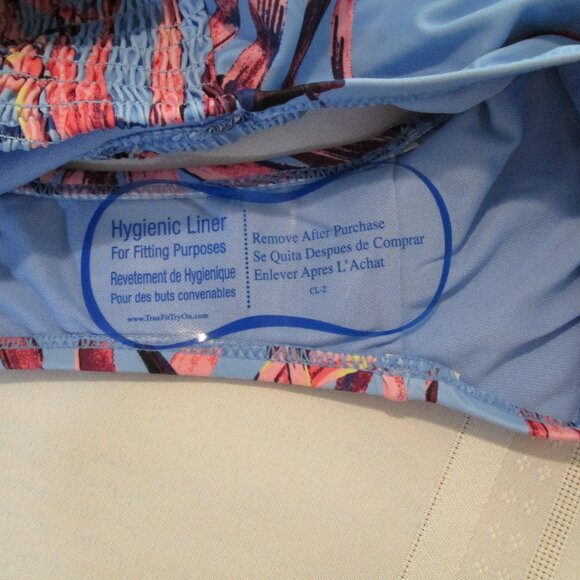 Hygienic Liner
For Fitting Purposes
Revetement de Hygienique
Pour des buts convenables
www.TrueFitTryOn.com
Remove After Purchase
Se Quita Despues de Comprar
Enlever Apres L'Achat
CL-2